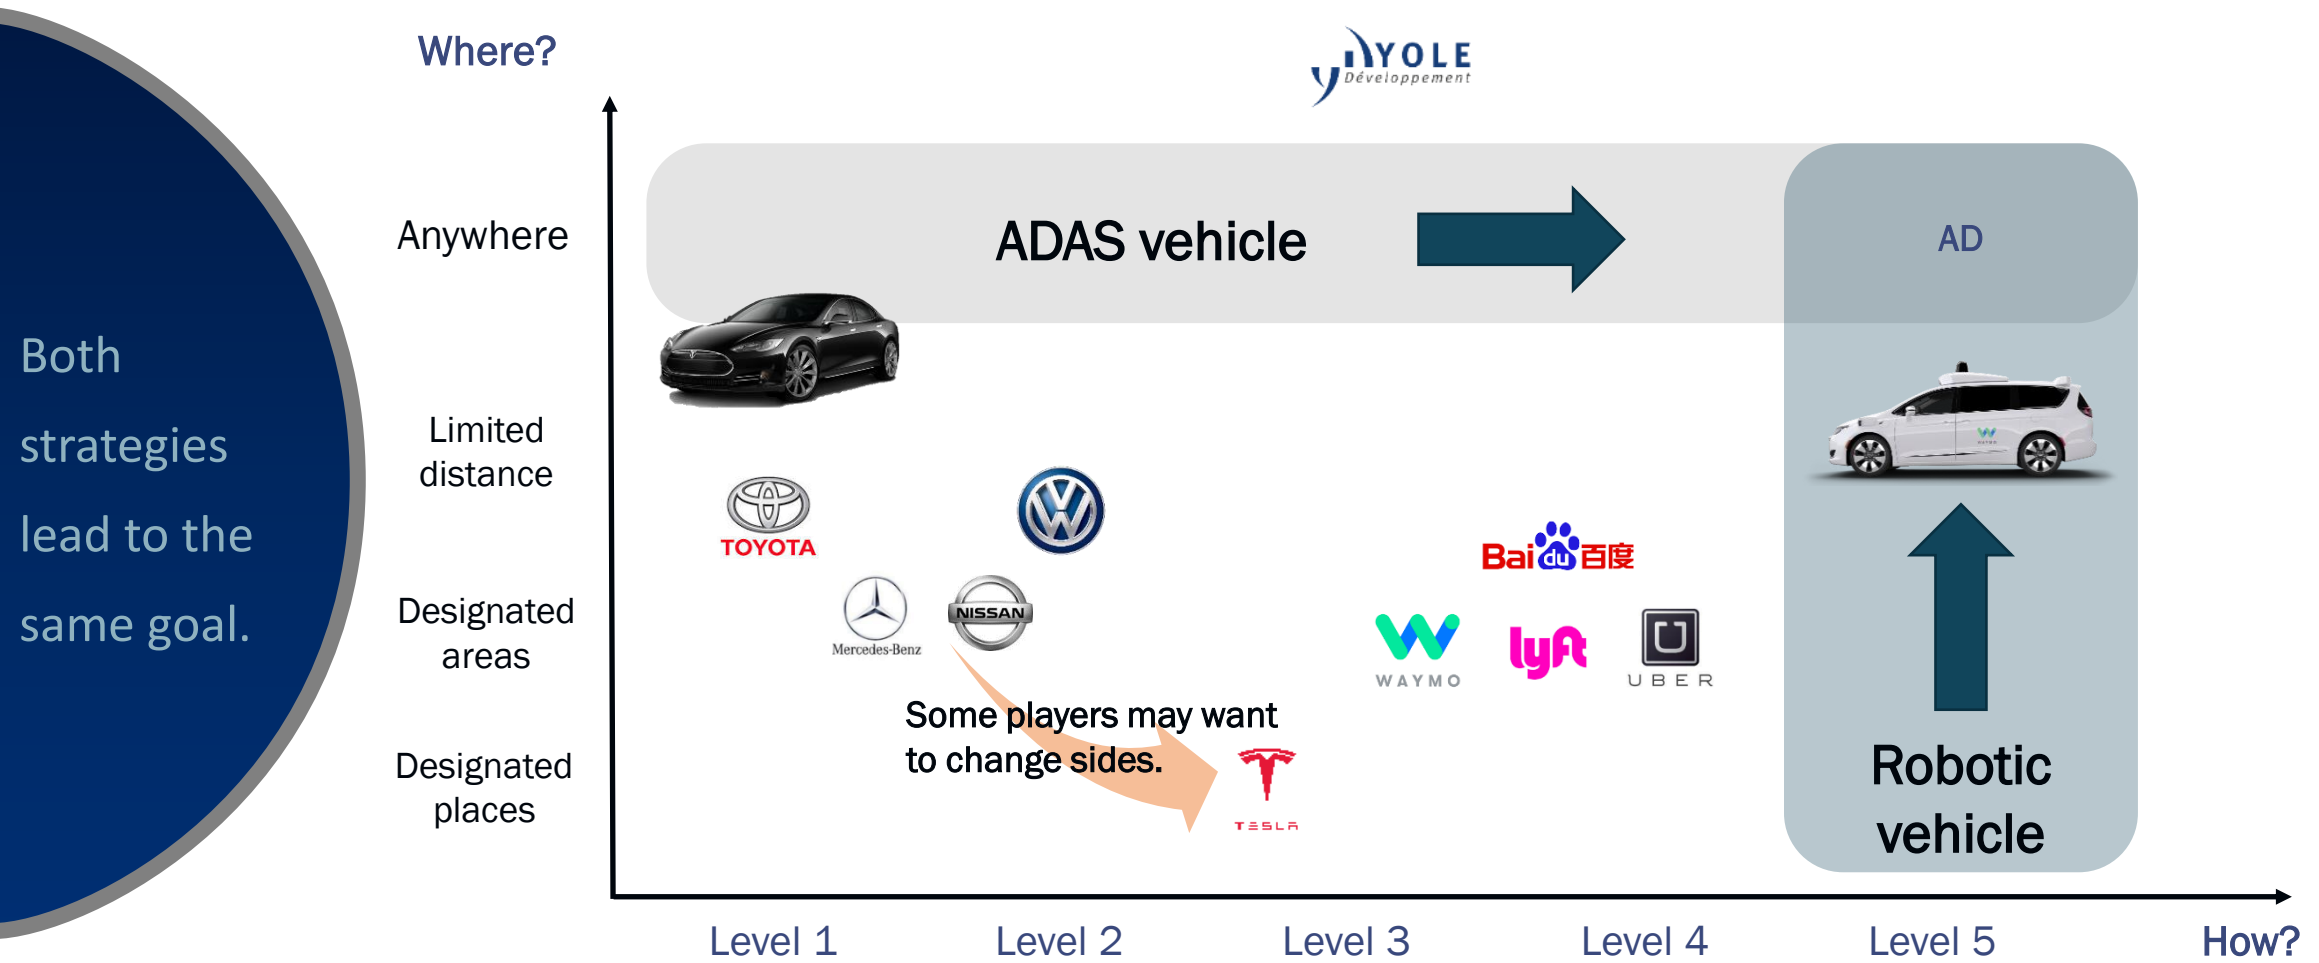 Where?
YOLE
Développement
Anywhere
ADAS vehicle
AD
Both
strategies
lead to the
same goal.
Limited
distance
TOYOTA
Bai du 百度
Designated
areas
Mercedes-Benz
NISSAN
WAYMO
lyft
U
UBER
Some players may want
to change sides.
Designated
places
TESLA
Robotic
vehicle
Level 1
Level 2
Level 3
Level 4
Level 5
How?